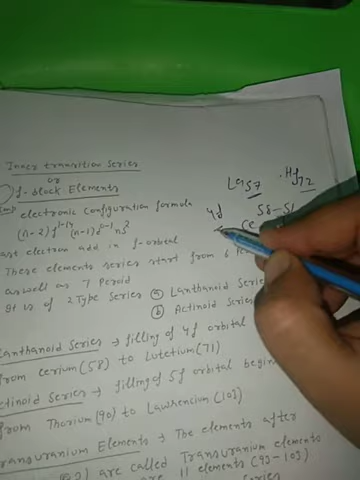 Inner transition Series
or
f-block Elements
La57 Hf72
electronic configuration formula
4f 58-
(n-2)f1-14 (n-1)d0-1 ns2
Ce
electron add in f-orbital
These elements series start from 6
as well as 7 Period
It is of 2 Type Series ⓐ Lanthanoid Series
ⓑ Actinoid Series
Lanthanoid Series → filling of 4f orbital
from cerium (58) to Lutetium (71)
Actinoid Series → filling of 5f orbital
from Thorium (90) to Lawrencium (103)
Transuranium Elements → The elements after
are called Transuranium elements
11 elements (93-103)